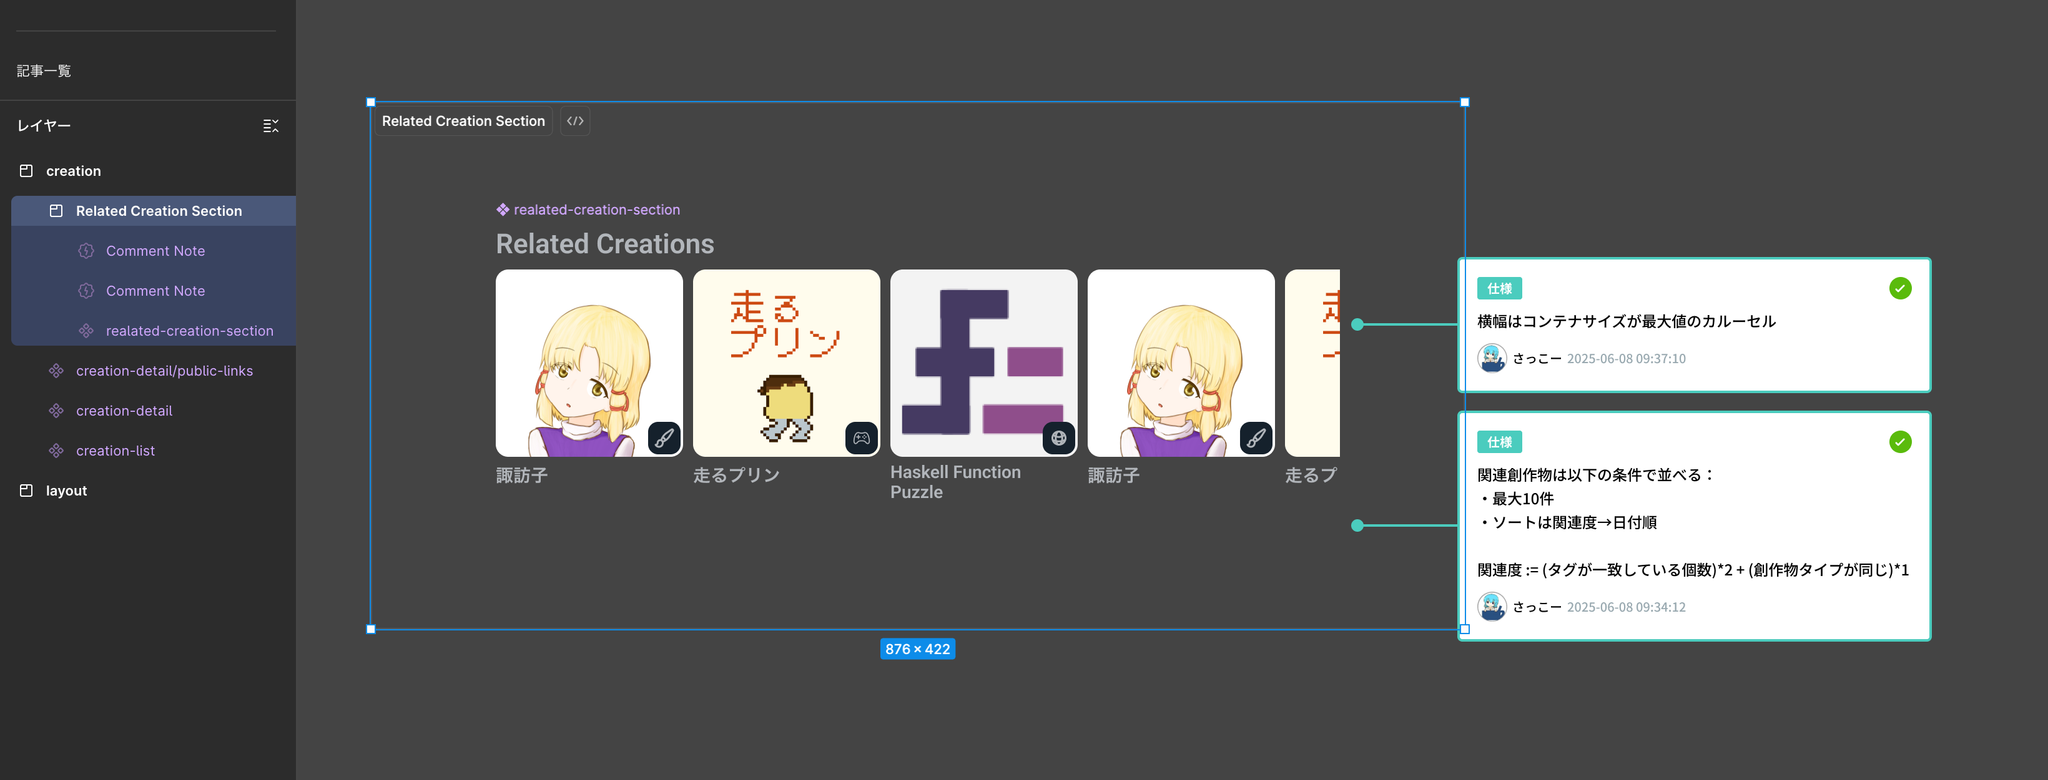 記事一覧
レイヤー
creation
Related Creation Section
Comment Note
Comment Note
realated-creation-section
creation-detail/public-links
creation-detail
creation-list
layout
Related Creation Section
</>
realated-creation-section
Related Creations
走る
プリン
走
プ
諏訪子
走るプリン
Haskell Function
Puzzle
諏訪子
走るプ
876 × 422
仕様
横幅はコンテナサイズが最大値のカルーセル
さっこー 2025-06-08 09:37:10
仕様
関連創作物は以下の条件で並べる：
・最大10件
・ソートは関連度→日付順
関連度 := (タグが一致している個数)*2 + (創作物タイプが同じ)*1
さっこー 2025-06-08 09:34:12